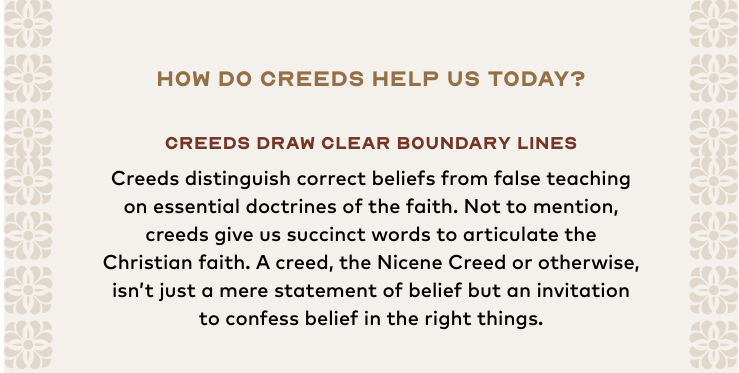 HOW DO CREEDS HELP US TODAY?
CREEDS DRAW CLEAR BOUNDARY LINES
Creeds distinguish correct beliefs from false teaching
on essential doctrines of the faith. Not to mention,
creeds give us succinct words to articulate the
Christian faith. A creed, the Nicene Creed or otherwise,
isn't just a mere statement of belief but an invitation
to confess belief in the right things.